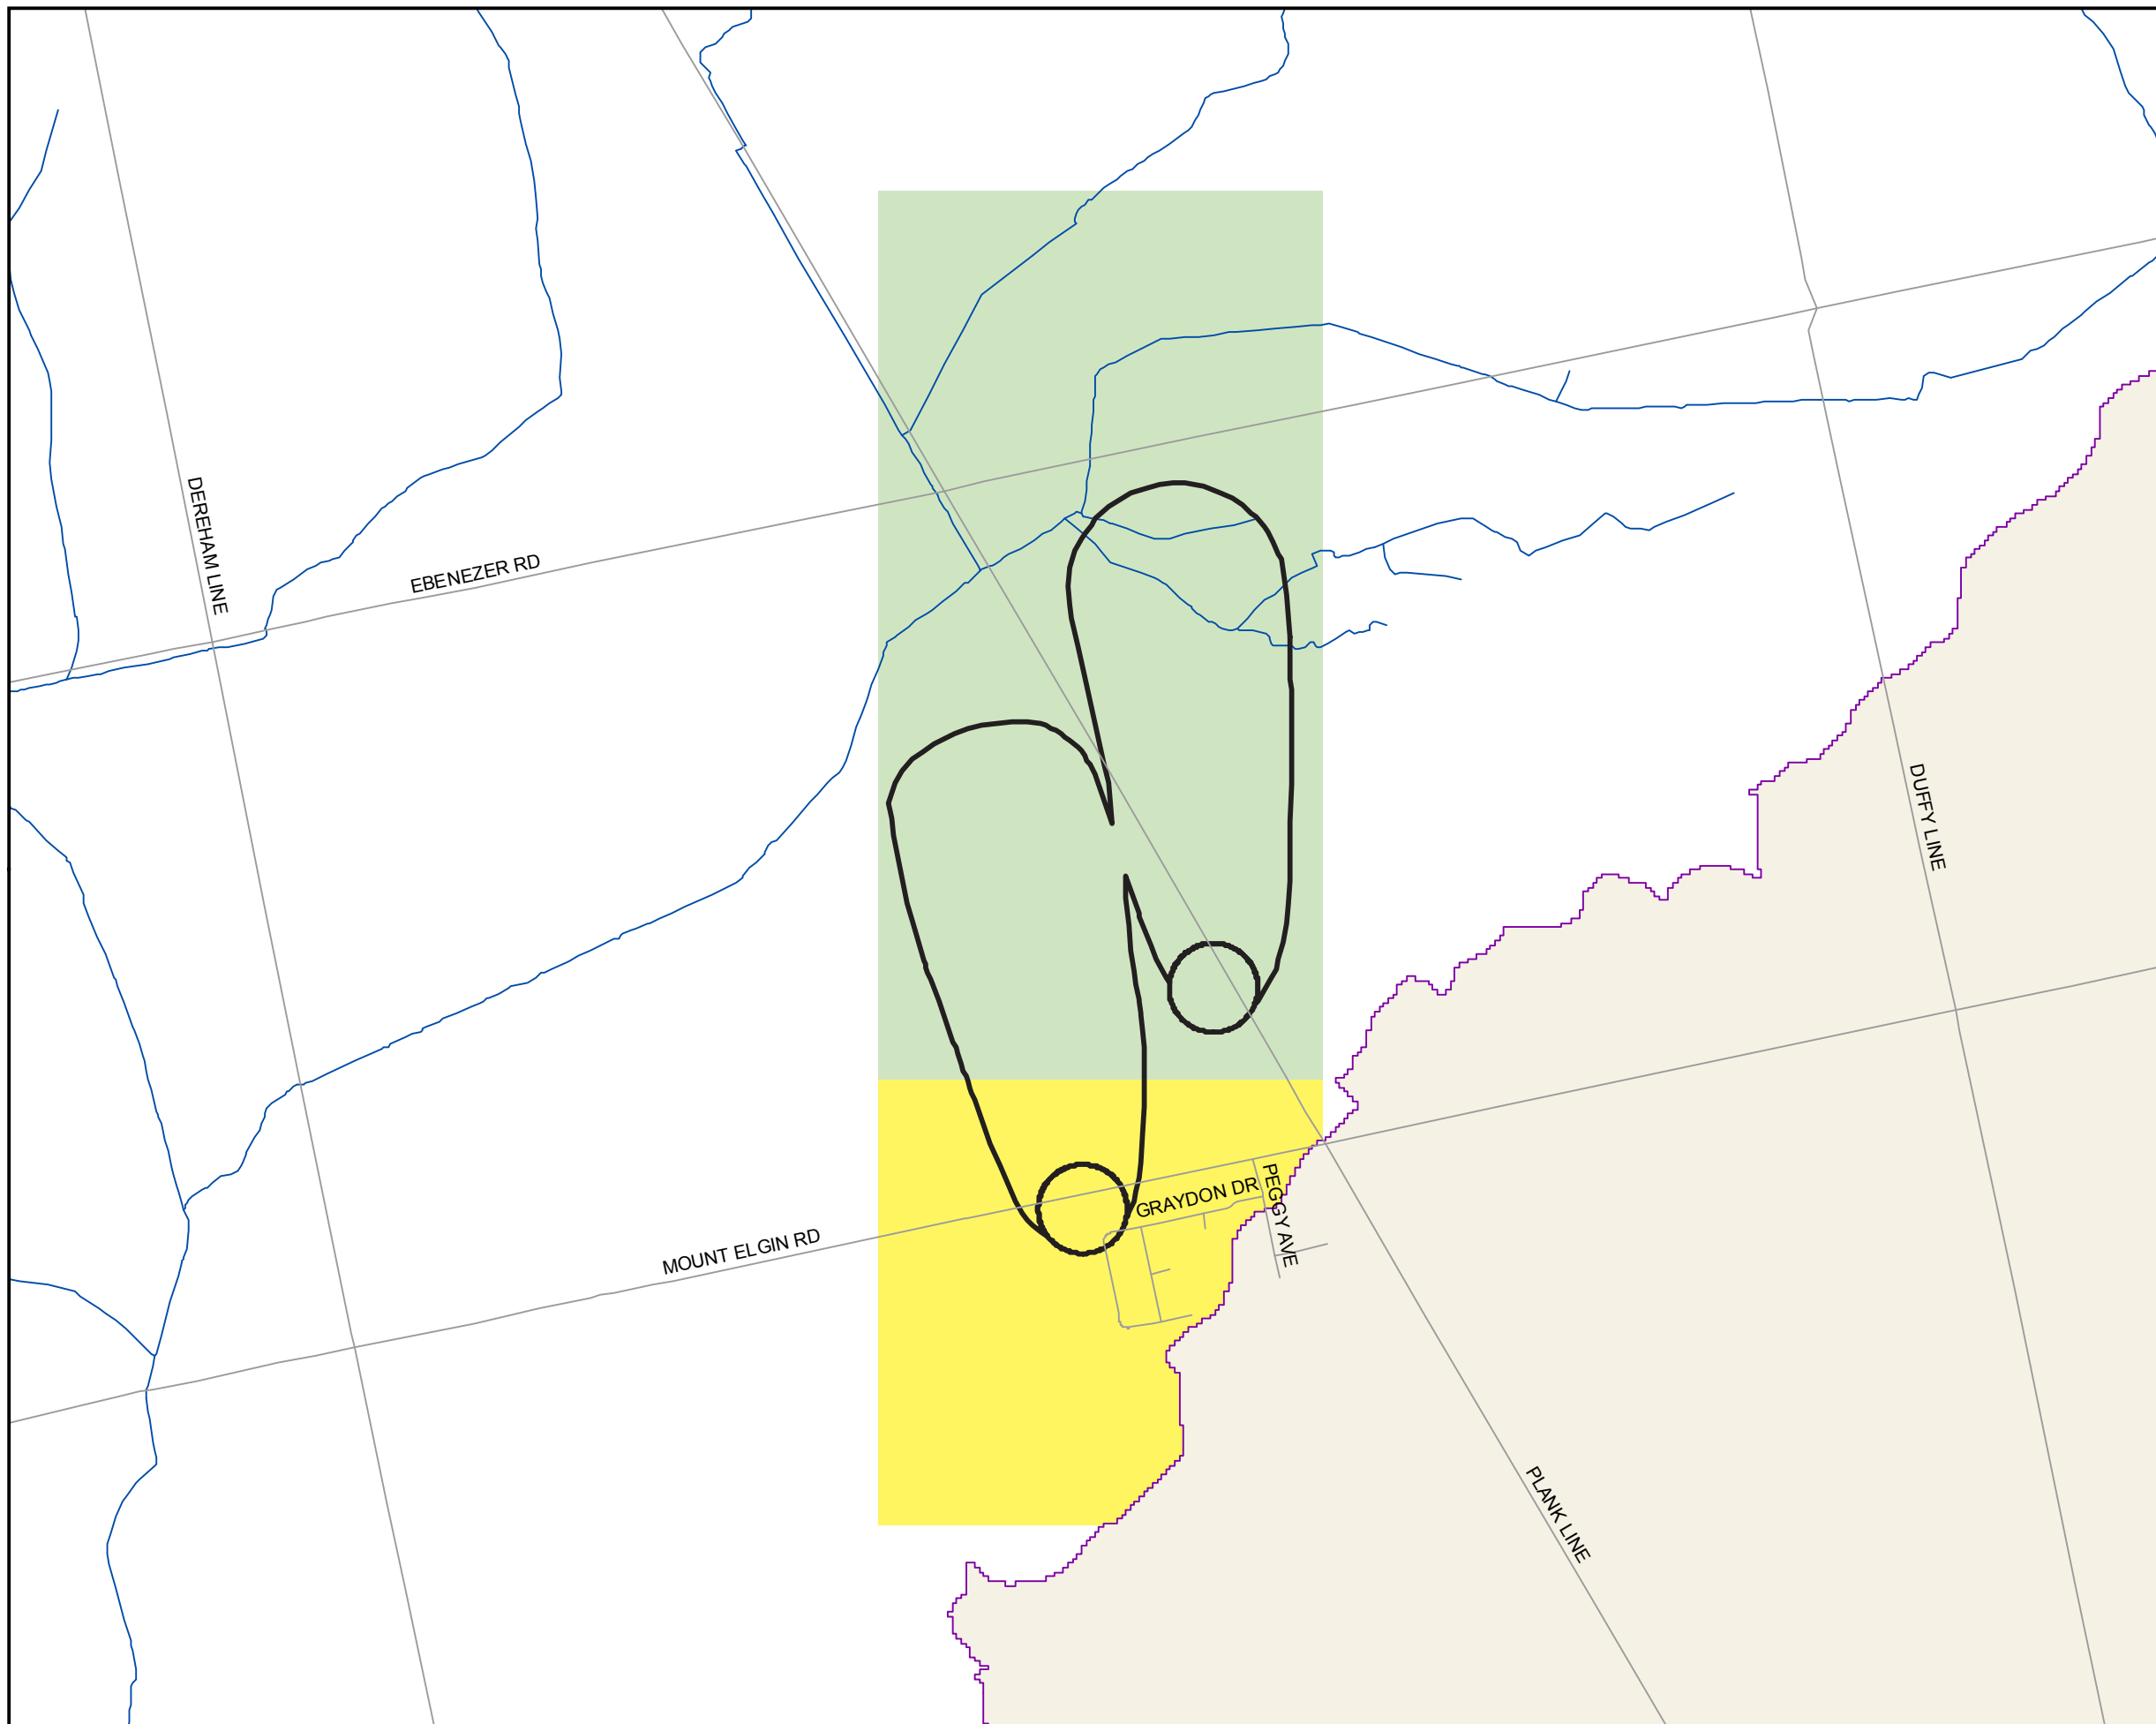 DEREHAM LINE
EBENEZER RD
DUFFY LINE
GRAYDON DR
PEGGY AVE
MOUNT ELGIN RD
PLANK LINE